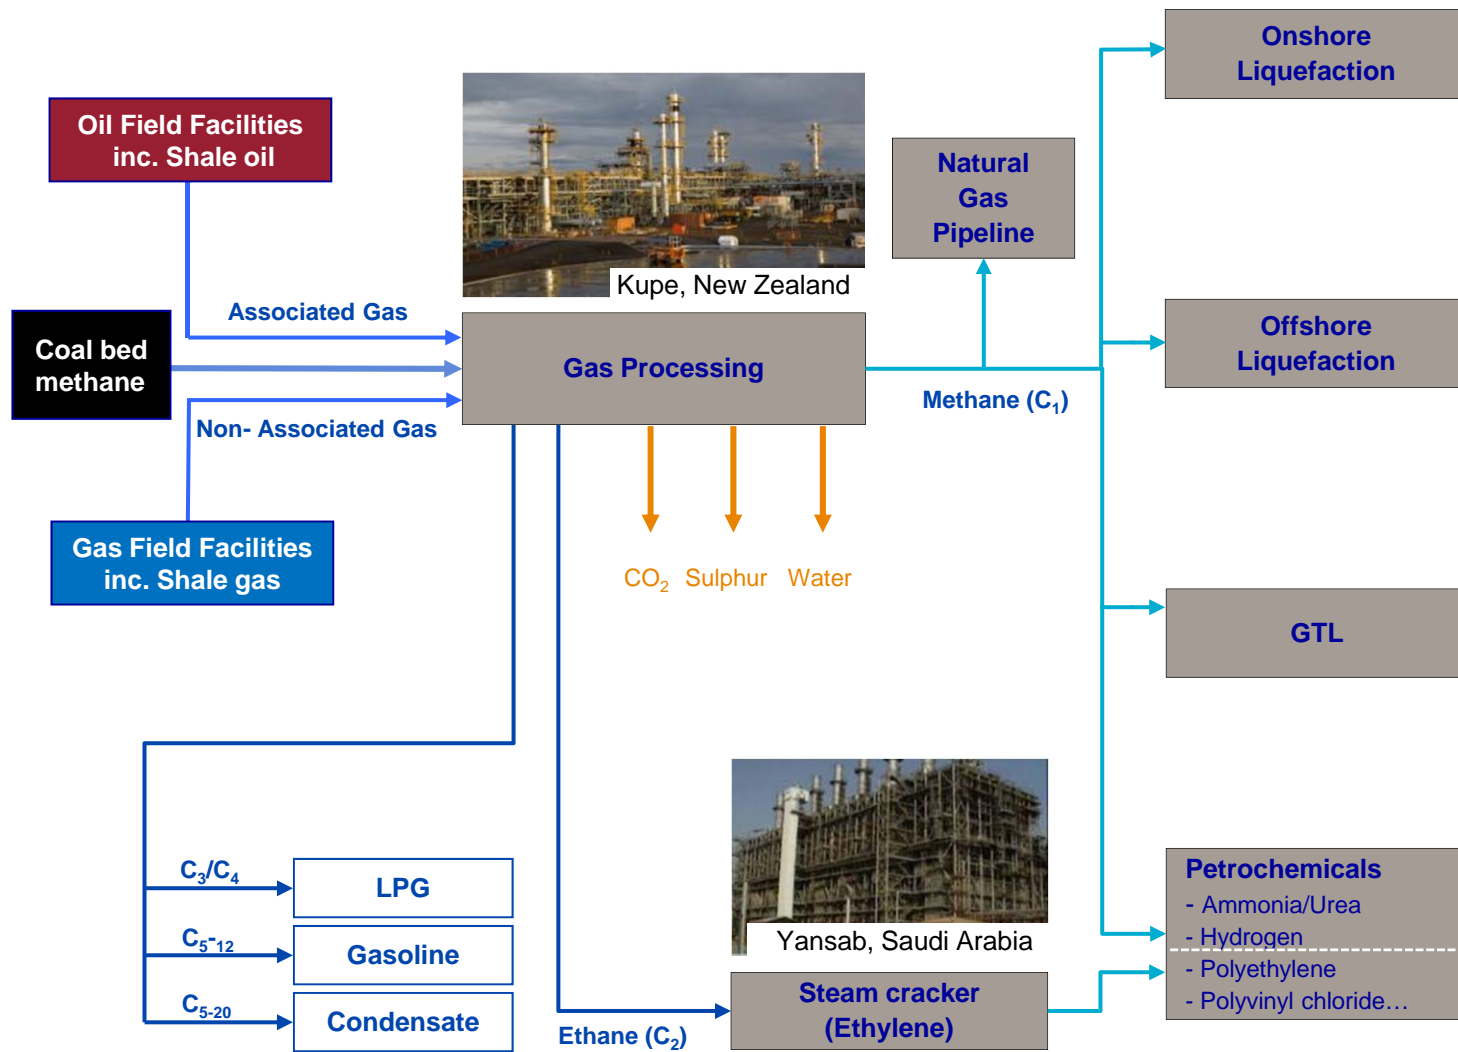 Onshore
Liquefaction
Oil Field Facilities
inc. Shale oil
Natural
Gas
Pipeline
Kupe, New Zealand
Associated Gas
Coal bed
methane
Gas Processing
Offshore
Liquefaction
Methane (C₁)
Non- Associated Gas
Gas Field Facilities
inc. Shale gas
CO₂ Sulphur Water
GTL
C₃/C₄
LPG
C₅-₁₂
Gasoline
C₅₋₂₀
Condensate
Yansab, Saudi Arabia
Steam cracker
(Ethylene)
Ethane (C₂)
Petrochemicals
- Ammonia/Urea
- Hydrogen
- Polyethylene
- Polyvinyl chloride…